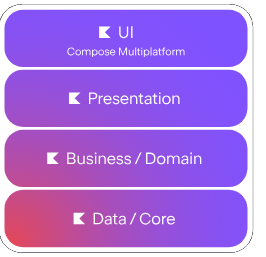 UI
Compose Multiplatform
Presentation
Business / Domain
Data / Core